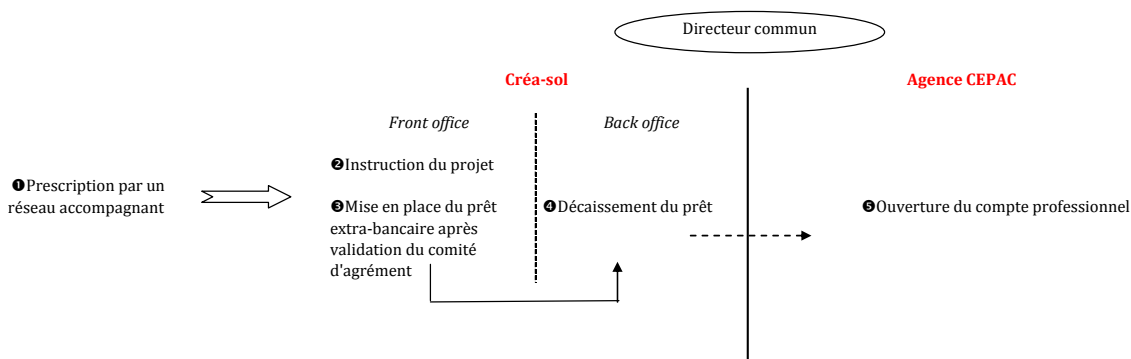 Directeur commun
Créa-sol
Agence CEPAC
Front office
Back office
❶Prescription par un
réseau accompagnant
❷Instruction du projet
❸Mise en place du prêt
extra-bancaire après
validation du comité
d'agrément
❹Décaissement du prêt
❺Ouverture du compte professionnel